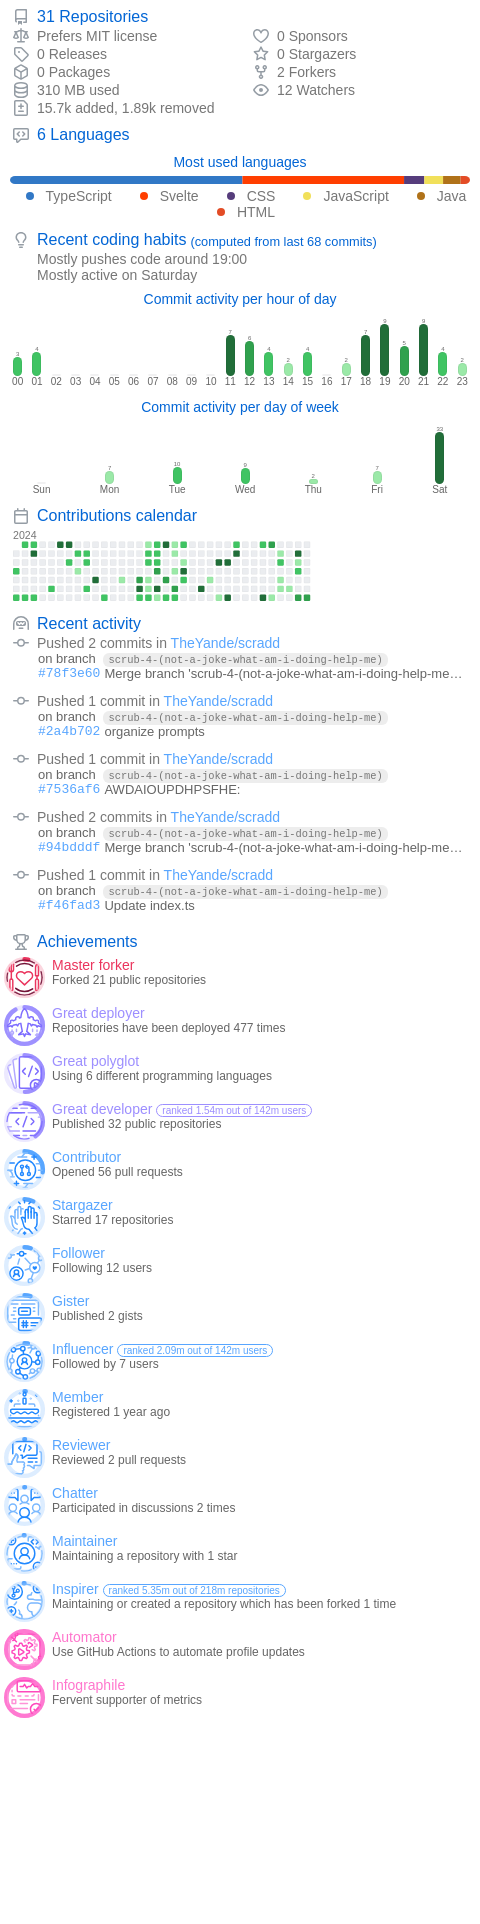 31 Repositories
Prefers MIT license
0 Sponsors
0 Releases
0 Stargazers
0 Packages
2 Forkers
310 MB used
12 Watchers
15.7k added, 1.89k removed
6 Languages
Most used languages
TypeScript Svelte CSS JavaScript Java
HTML
Recent coding habits (computed from last 68 commits)
Mostly pushes code around 19:00
Mostly active on Saturday
Commit activity per hour of day
3 4 7 6 4 2 4 2 7 9 5 9 4 2
00 01 02 03 04 05 06 07 08 09 10 11 12 13 14 15 16 17 18 19 20 21 22 23
Commit activity per day of week
7 10 9 2 7 33
Sun Mon Tue Wed Thu Fri Sat
Contributions calendar
2024
Recent activity
Pushed 2 commits in TheYande/scradd
on branch scrub-4-(not-a-joke-what-am-i-doing-help-me)
#78f3e60 Merge branch 'scrub-4-(not-a-joke-what-am-i-doing-help-me…
Pushed 1 commit in TheYande/scradd
on branch scrub-4-(not-a-joke-what-am-i-doing-help-me)
#2a4b702 organize prompts
Pushed 1 commit in TheYande/scradd
on branch scrub-4-(not-a-joke-what-am-i-doing-help-me)
#7536af6 AWDAIOUPDHPSFHE:
Pushed 2 commits in TheYande/scradd
on branch scrub-4-(not-a-joke-what-am-i-doing-help-me)
#94bdddf Merge branch 'scrub-4-(not-a-joke-what-am-i-doing-help-me…
Pushed 1 commit in TheYande/scradd
on branch scrub-4-(not-a-joke-what-am-i-doing-help-me)
#f46fad3 Update index.ts
Achievements
Master forker
Forked 21 public repositories
Great deployer
Repositories have been deployed 477 times
Great polyglot
Using 6 different programming languages
Great developer ranked 1.54m out of 142m users
Published 32 public repositories
Contributor
Opened 56 pull requests
Stargazer
Starred 17 repositories
Follower
Following 12 users
Gister
Published 2 gists
Influencer ranked 2.09m out of 142m users
Followed by 7 users
Member
Registered 1 year ago
Reviewer
Reviewed 2 pull requests
Chatter
Participated in discussions 2 times
Maintainer
Maintaining a repository with 1 star
Inspirer ranked 5.35m out of 218m repositories
Maintaining or created a repository which has been forked 1 time
Automator
Use GitHub Actions to automate profile updates
Infographile
Fervent supporter of metrics